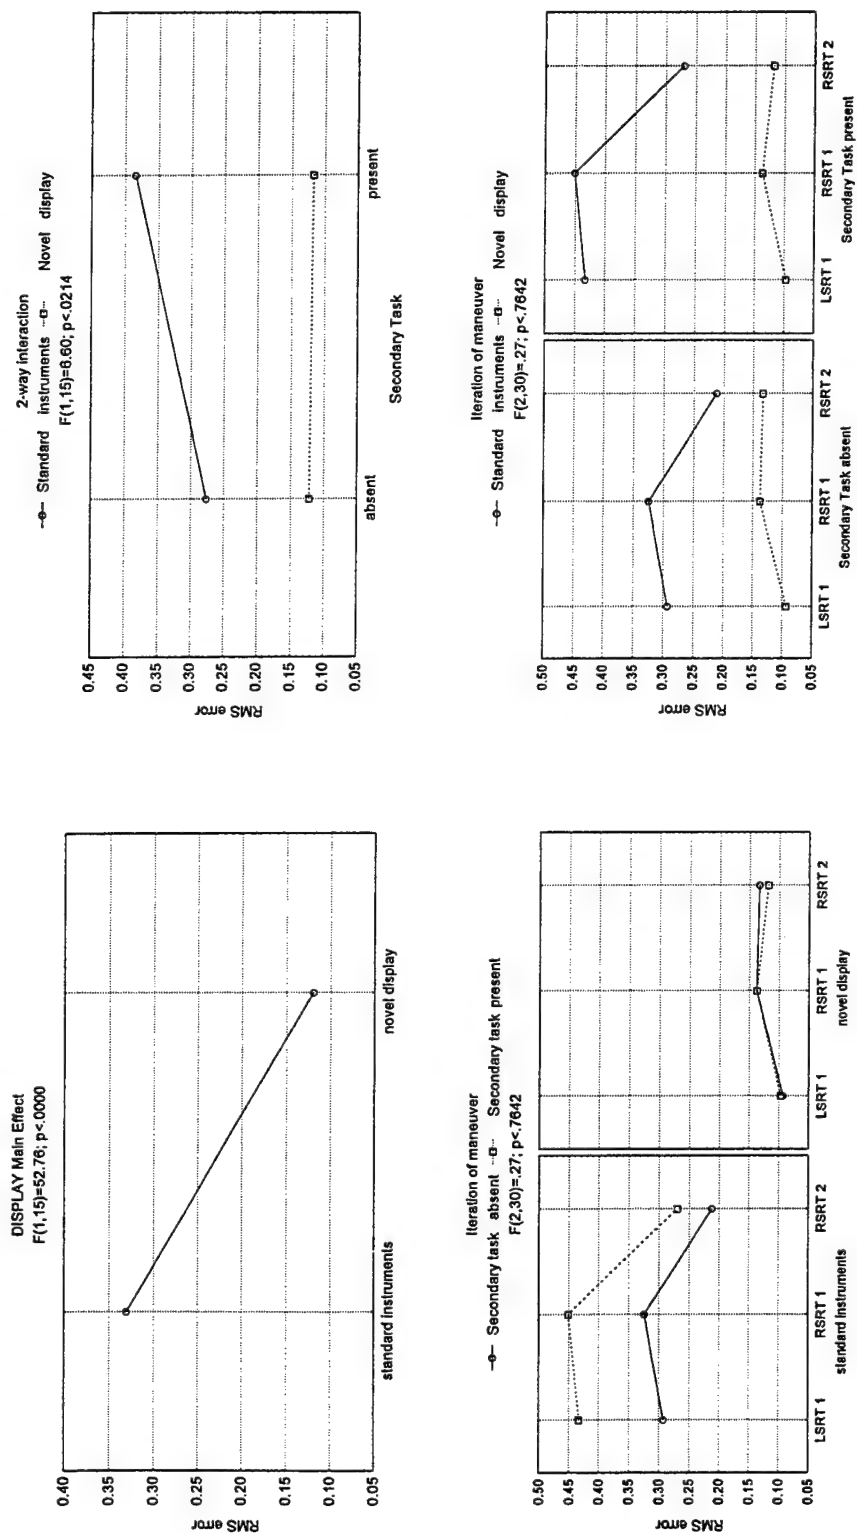 DISPLAY Main Effect
F(1,15)=52.76; p<.0000
0.40
0.35
0.30
0.25
0.20
0.15
0.10
0.05
RMS error
standard instruments novel display
2-way interaction
Standard instruments Novel display
F(1,15)=6.60; p<.0214
0.45
0.40
0.35
0.30
0.25
0.20
0.15
0.10
0.05
RMS error
absent present
Secondary Task
Iteration of maneuver
Secondary task absent Secondary task present
F(2,30)=.27; p<.7642
0.50
0.45
0.40
0.35
0.30
0.25
0.20
0.15
0.10
0.05
RMS error
LSRT 1 RSRT 1 RSRT 2
standard instruments
LSRT 1 RSRT 1 RSRT 2
novel display
Iteration of maneuver
Standard instruments Novel display
F(2,30)=.27; p<.7642
0.50
0.45
0.40
0.35
0.30
0.25
0.20
0.15
0.10
0.05
RMS error
LSRT 1 RSRT 1 RSRT 2
Secondary Task absent
LSRT 1 RSRT 1 RSRT 2
Secondary Task present